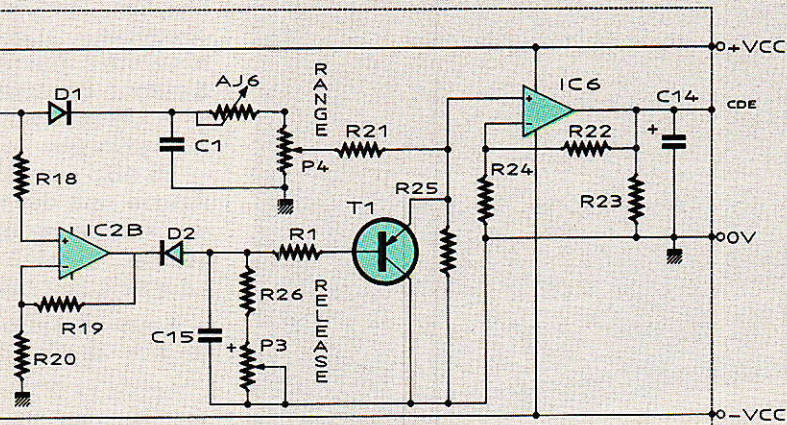 +VCC
D1
AJ6
RANGE
IC6
C14
CDE
+
+
-
C1
P4
R21
R22
R18
R24
R23
R25
IC2B
D2
T1
+
-
R1
0V
R19
R26
RELEASE
C15
R20
+
P3
-VCC